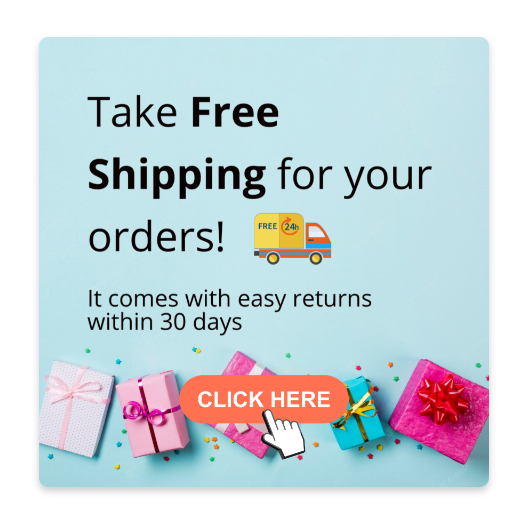 Take Free
Shipping for your
orders!
FREE 24h
It comes with easy returns
within 30 days
CLICK HERE